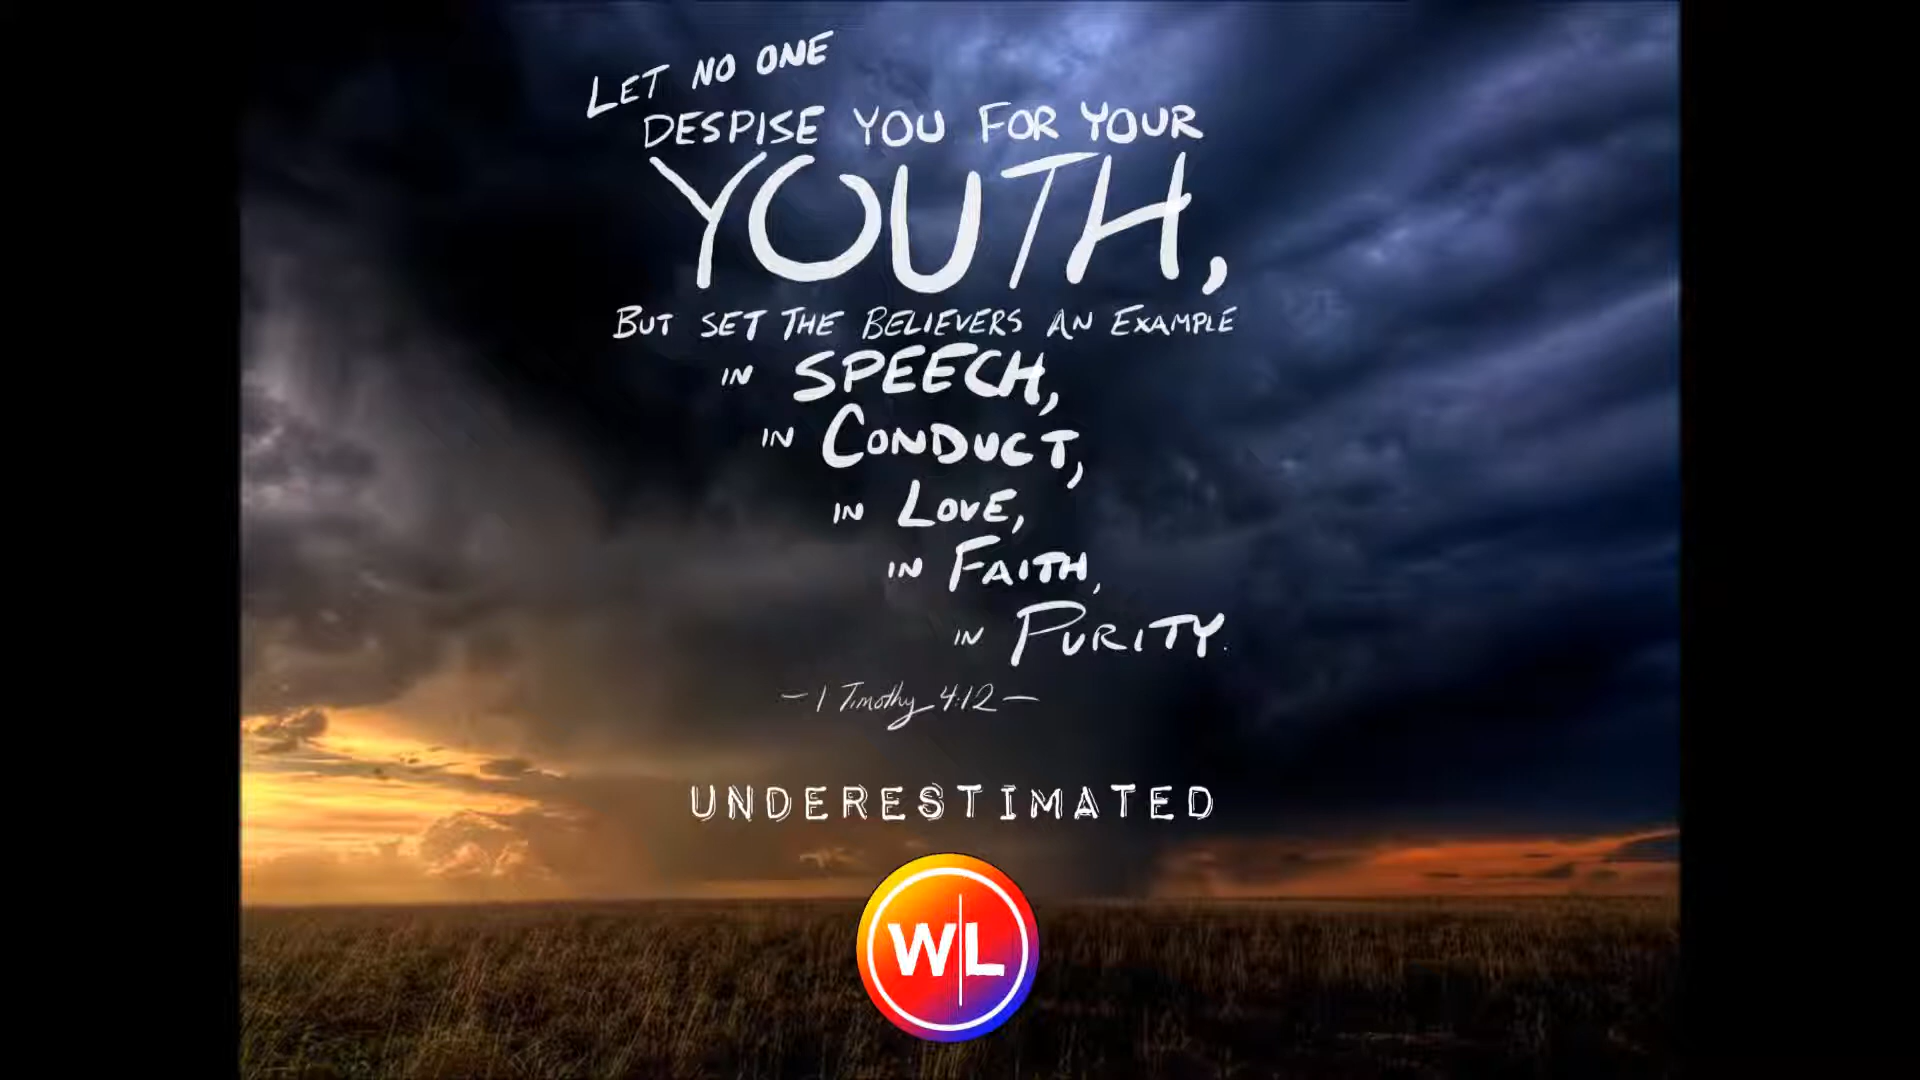 LET NO ONE
DESPISE YOU FOR YOUR
YOUTH,
BUT SET THE BELIEVERS AN EXAMPLE
IN SPEECH,
IN CONDUCT,
IN LOVE,
IN FAITH,
IN PURITY.
— 1 Timothy 4:12 —
UNDERESTIMATED
W|L